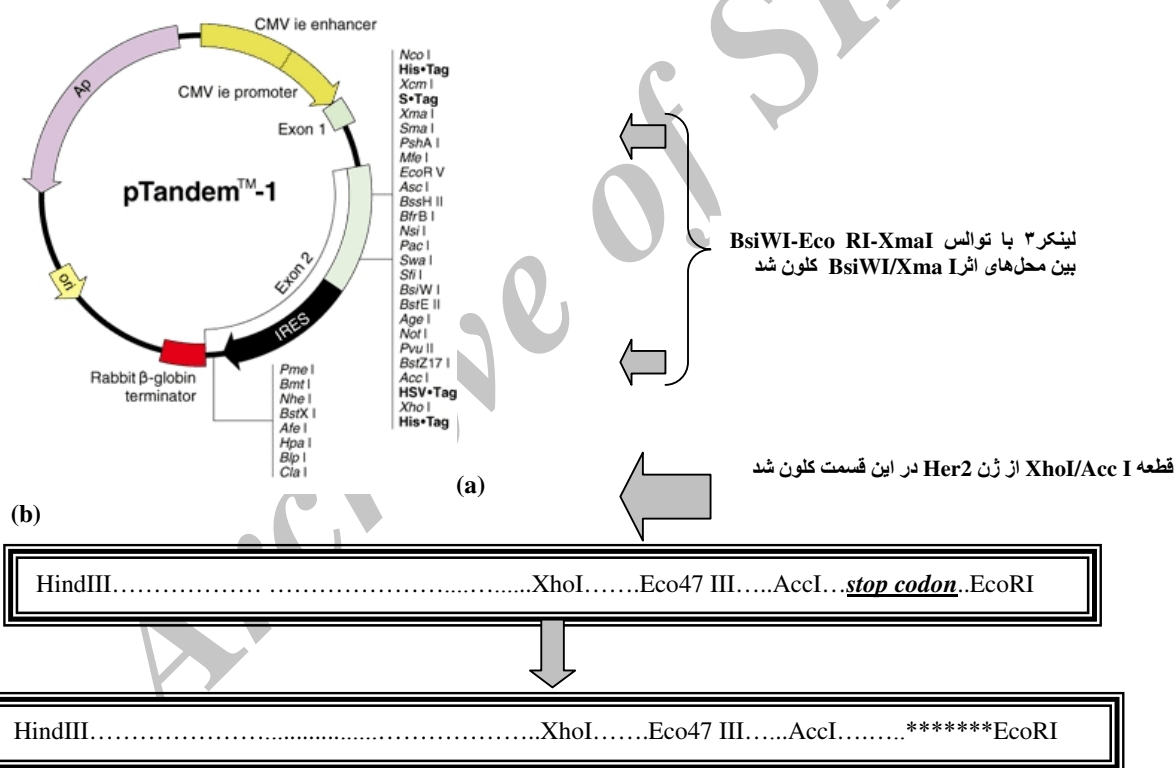 CMV ie enhancer
CMV ie promoter
Exon 1
Ap
pTandem™-1
ori
Exon 2
IRES
Rabbit β-globin
terminator
Nco I
His•Tag
Xcm I
S•Tag
Xma I
Sma I
PshA I
Mfe I
EcoR V
Asc I
BssH II
BfrB I
Nsi I
Pac I
Swa I
Sfi I
BsiW I
BstE II
Age I
Not I
Pvu II
BstZ17 I
Acc I
HSV•Tag
Xho I
His•Tag
Pme I
Bmt I
Nhe I
BstX I
Afe I
Hpa I
Blp I
Cla I
لینکر۳ با توالی BsiWI-Eco RI-XmaI
بین محل‌های اثر BsiWI/Xma I کلون شد
قطعه XhoI/Acc I از ژن Her2 در این قسمت کلون شد
(a)
(b)
HindIII……………… ……………………....…......XhoI…….Eco47 III…..AccI…stop codon..EcoRI
HindIII…………………..............……………………..XhoI…….Eco47 III…...AccI….…..*******EcoRI
Archive of SI